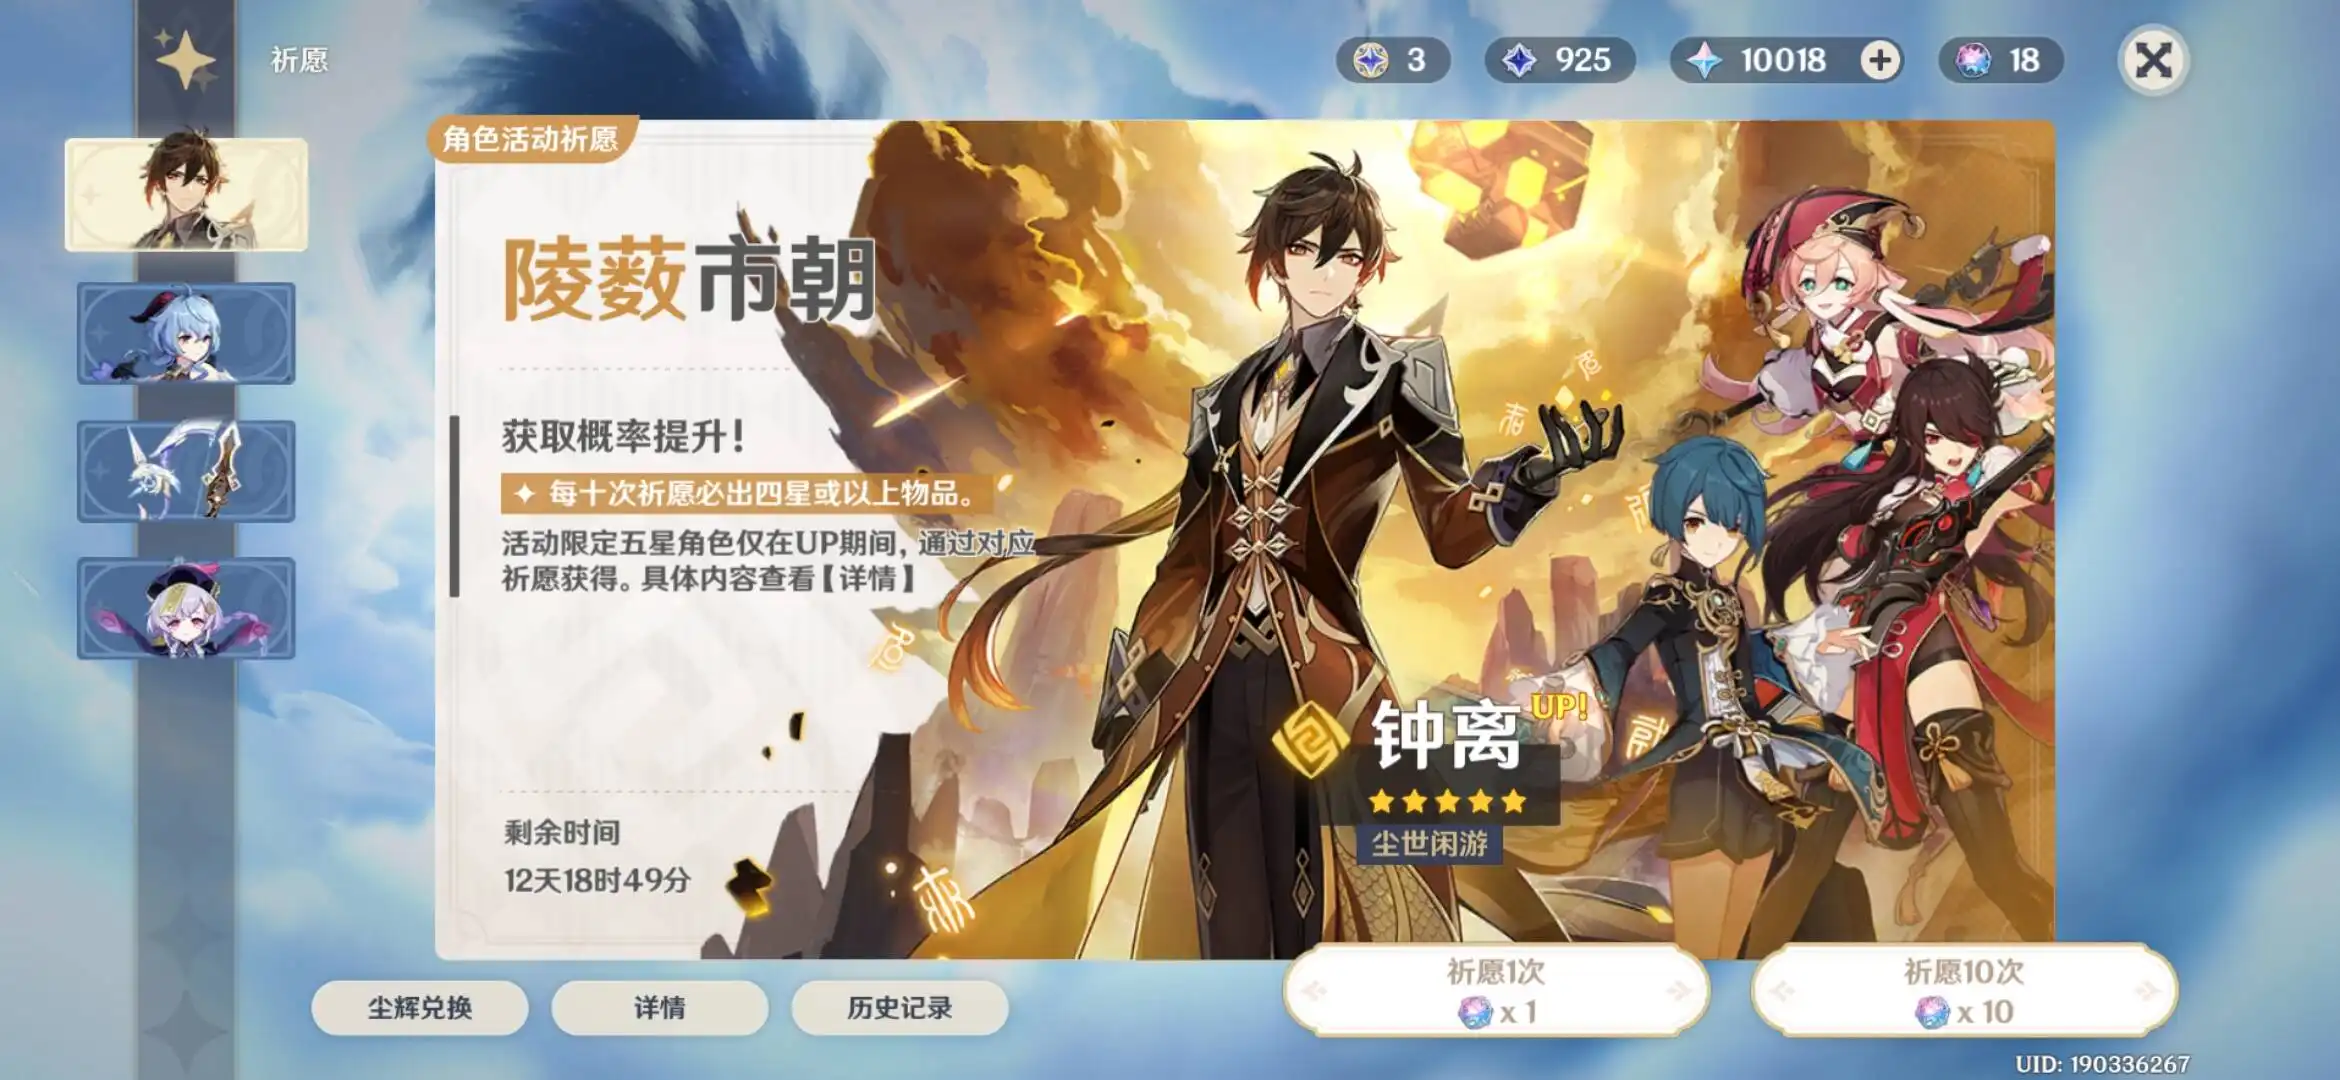 祈愿
3
925
10018
18
角色活动祈愿
陵薮市朝
获取概率提升！
每十次祈愿必出四星或以上物品。
活动限定五星角色仅在UP期间，通过对应
祈愿获得。具体内容查看【详情】
钟离
UP!
尘世闲游
剩余时间
12天18时49分
尘辉兑换
详情
历史记录
祈愿1次
x 1
祈愿10次
x 10
UID: 190336267